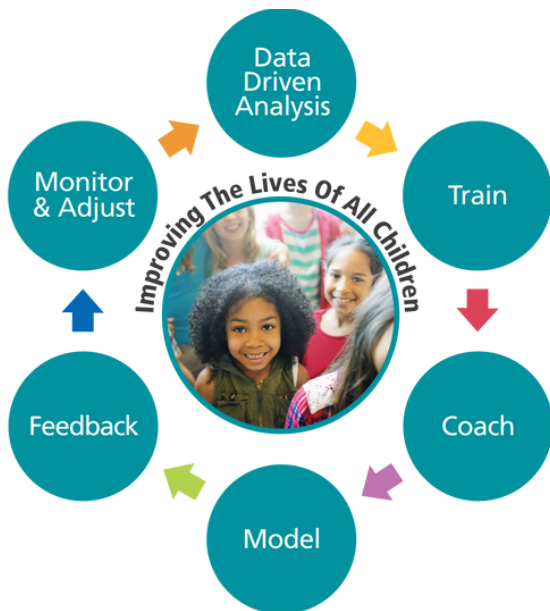 Data
Driven
Analysis
Train
Coach
Model
Feedback
Monitor
& Adjust
Improving The Lives Of All Children